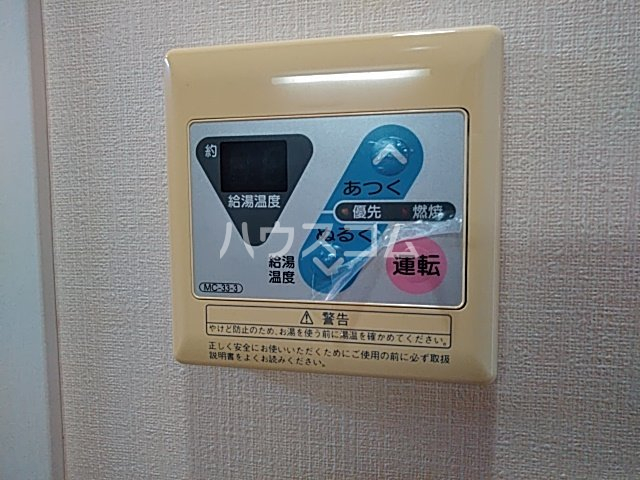 約
給湯温度
あつく
優先 燃焼
ぬるく
給湯
温度
運転
MC-33-3
ハウスコム
⚠ 警告
やけど防止のため、お湯を使う前に湯温を確かめてください。
正しく安全にお使いいただくためにご使用の前に必ず取扱
説明書をよくお読みください。